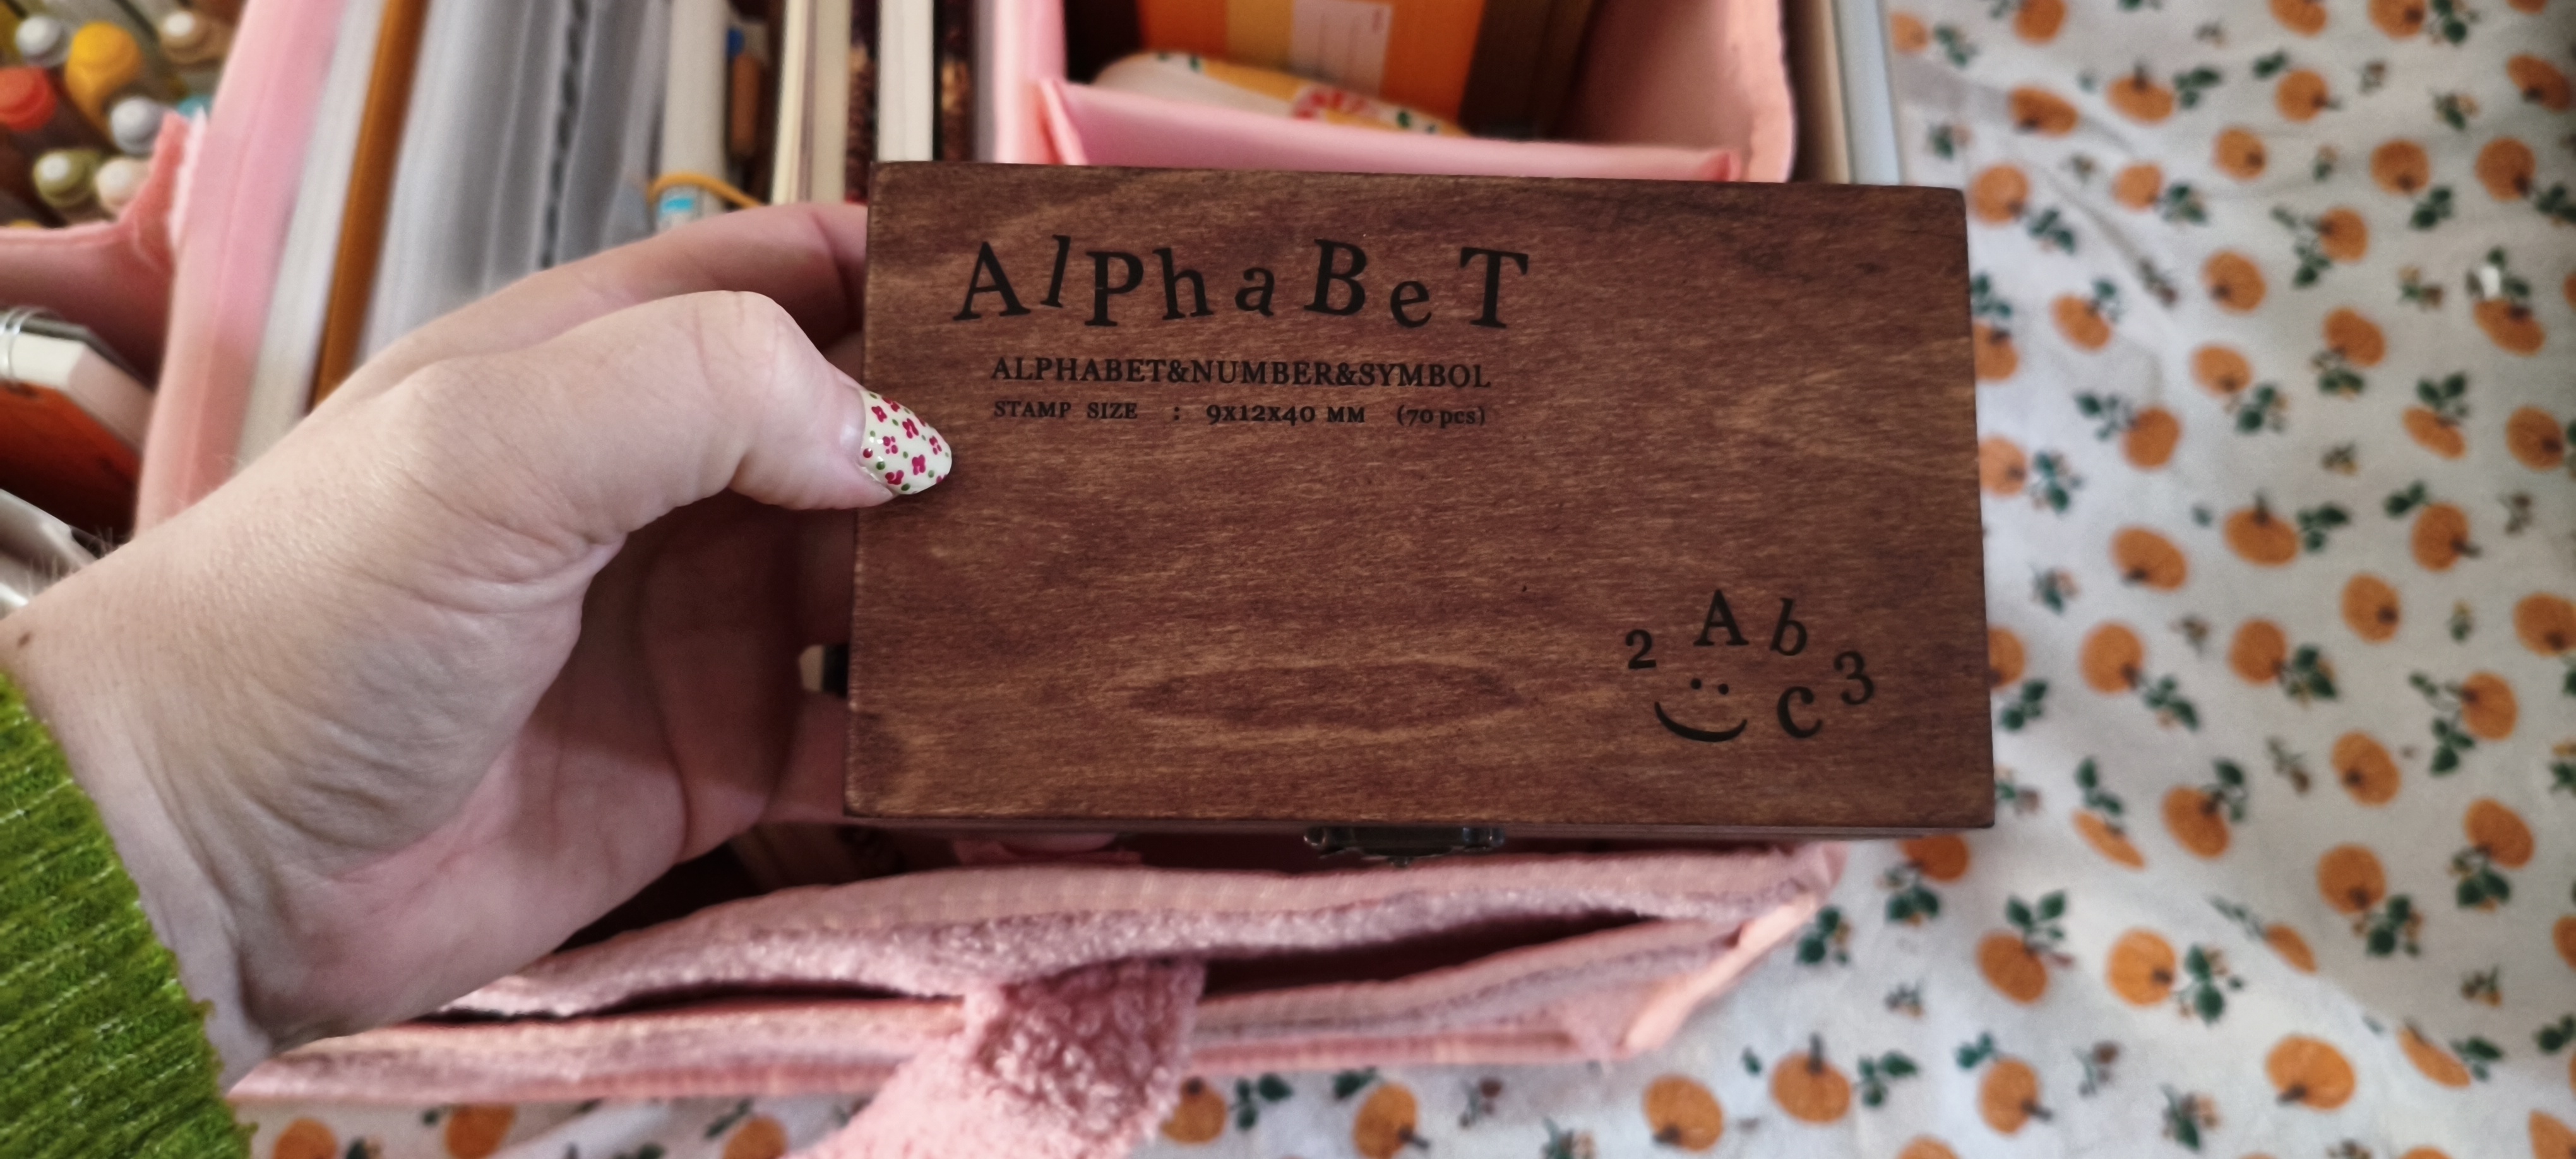 AlPhaBeT
ALPHABET&NUMBER&SYMBOL
STAMP SIZE : 9x12x40 MM (70 pcs)
A b
2 3
c